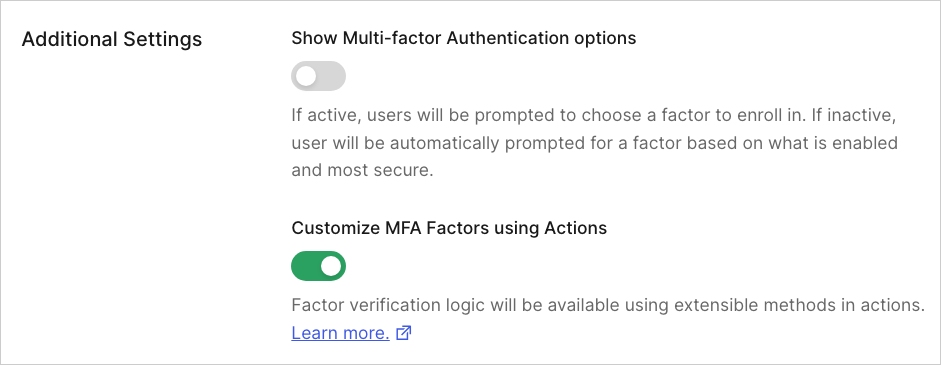 Additional Settings
Show Multi-factor Authentication options
If active, users will be prompted to choose a factor to enroll in. If inactive,
user will be automatically prompted for a factor based on what is enabled
and most secure.
Customize MFA Factors using Actions
Factor verification logic will be available using extensible methods in actions.
Learn more.